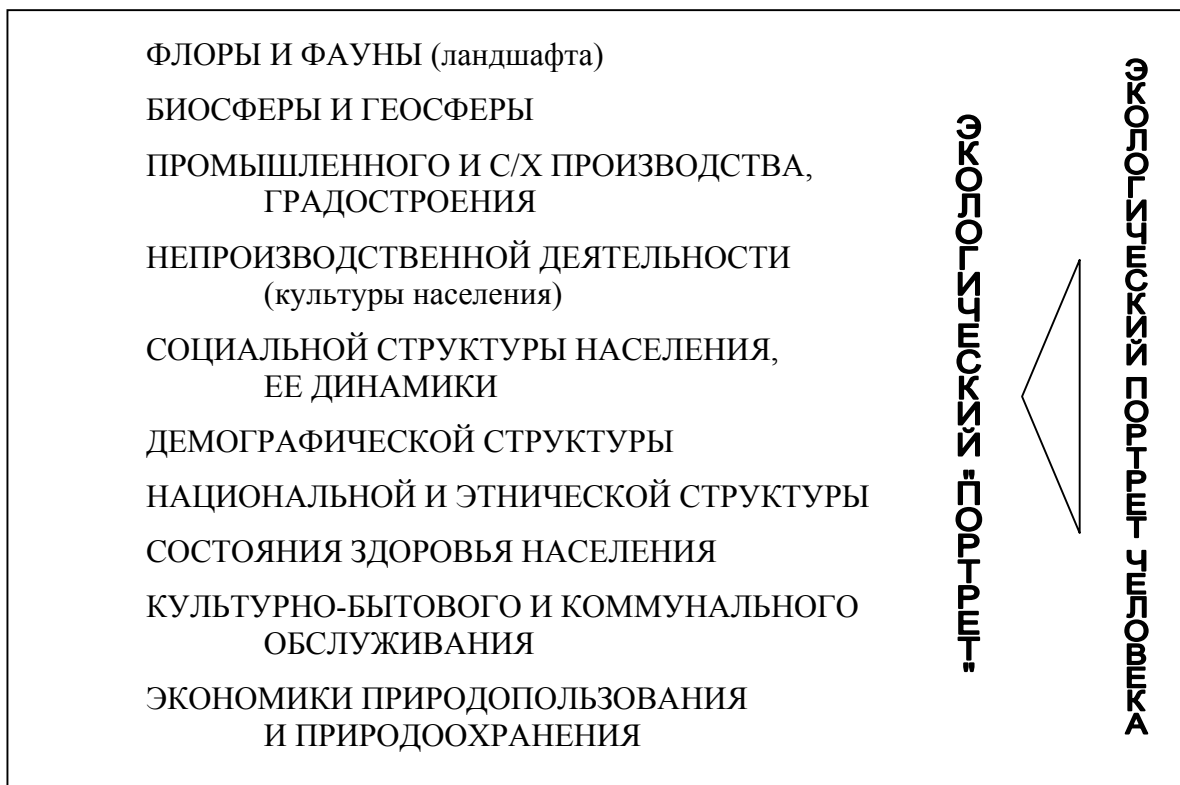 ФЛОРЫ И ФАУНЫ (ландшафта)
БИОСФЕРЫ И ГЕОСФЕРЫ
ПРОМЫШЛЕННОГО И С/Х ПРОИЗВОДСТВА,
ГРАДОСТРОЕНИЯ
НЕПРОИЗВОДСТВЕННОЙ ДЕЯТЕЛЬНОСТИ
(культуры населения)
СОЦИАЛЬНОЙ СТРУКТУРЫ НАСЕЛЕНИЯ,
ЕЕ ДИНАМИКИ
ДЕМОГРАФИЧЕСКОЙ СТРУКТУРЫ
НАЦИОНАЛЬНОЙ И ЭТНИЧЕСКОЙ СТРУКТУРЫ
СОСТОЯНИЯ ЗДОРОВЬЯ НАСЕЛЕНИЯ
КУЛЬТУРНО-БЫТОВОГО И КОММУНАЛЬНОГО
ОБСЛУЖИВАНИЯ
ЭКОНОМИКИ ПРИРОДОПОЛЬЗОВАНИЯ
И ПРИРОДООХРАНЕНИЯ
ЭКОЛОГИЧЕСКИЙ "ПОРТРЕТ"
ЭКОЛОГИЧЕСКИЙ ПОРТРЕТ ЧЕЛОВЕКА